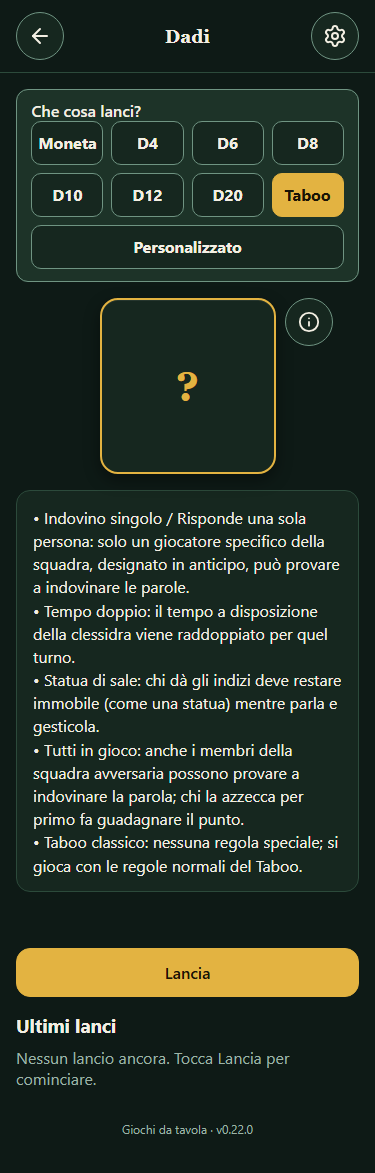 Dadi
Che cosa lanci?
Moneta
D4
D6
D8
D10
D12
D20
Taboo
Personalizzato
?
• Indovino singolo / Risponde una sola
persona: solo un giocatore specifico della
squadra, designato in anticipo, può provare
a indovinare le parole.
• Tempo doppio: il tempo a disposizione
della clessidra viene raddoppiato per quel
turno.
• Statua di sale: chi dà gli indizi deve restare
immobile (come una statua) mentre parla e
gesticola.
• Tutti in gioco: anche i membri della
squadra avversaria possono provare a
indovinare la parola; chi la azzecca per
primo fa guadagnare il punto.
• Taboo classico: nessuna regola speciale; si
gioca con le regole normali del Taboo.
Lancia
Ultimi lanci
Nessun lancio ancora. Tocca Lancia per
cominciare.
Giochi da tavola · v0.22.0